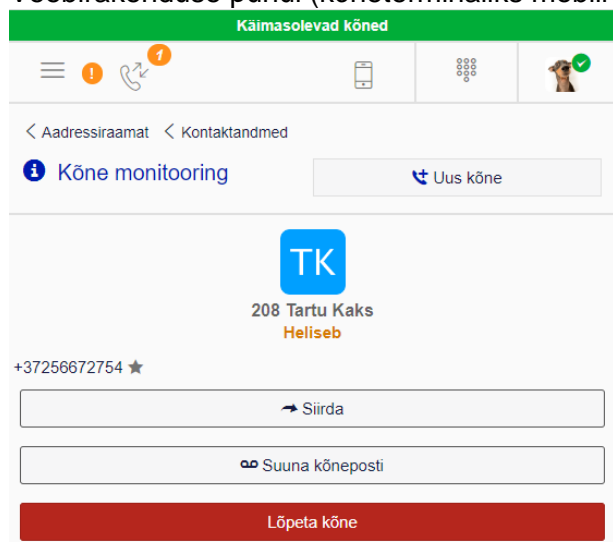 Käimasolevad kõned
! 1
< Aadressiraamat < Kontaktandmed
Kõne monitooring
Uus kõne
TK
208 Tartu Kaks
Heliseb
+37256672754
Siirda
Suuna kõneposti
Lõpeta kõne